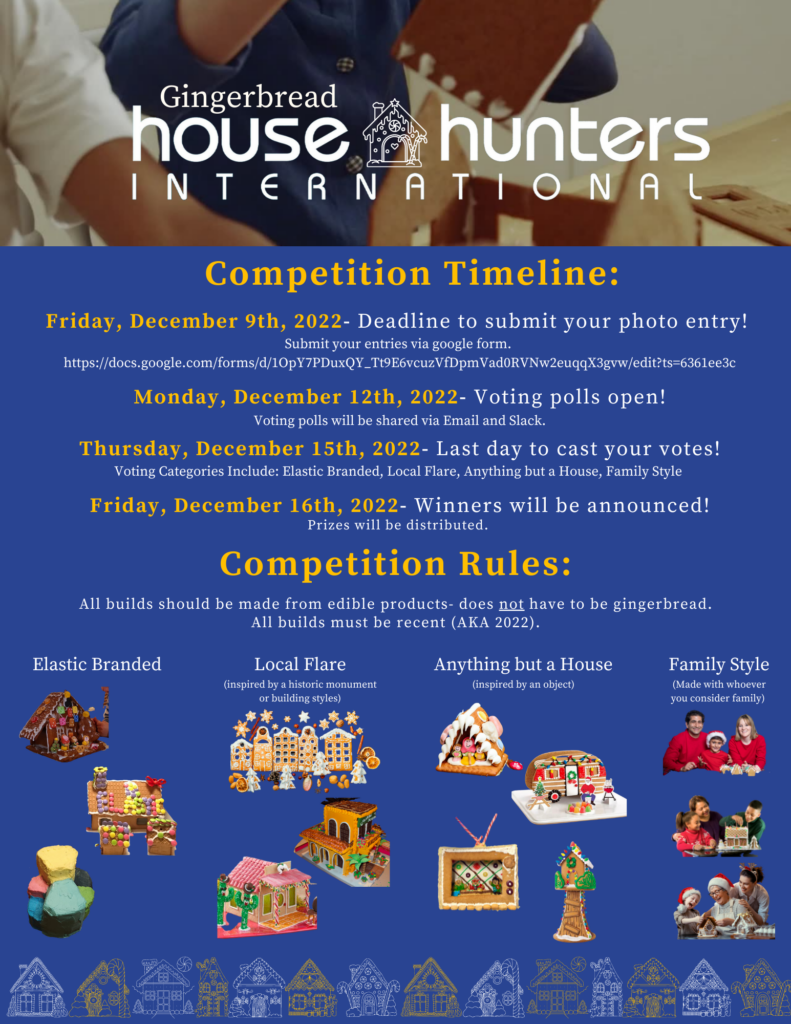 Gingerbread
house hunters
INTERNATIONAL
Competition Timeline:
Friday, December 9th, 2022- Deadline to submit your photo entry!
Submit your entries via google form.
https://docs.google.com/forms/d/1OpY7PDuxQY_Tt9E6vcuzVfDpmVad0RVNw2euqqX3gvw/edit?ts=6361ee3c
Monday, December 12th, 2022- Voting polls open!
Voting polls will be shared via Email and Slack.
Thursday, December 15th, 2022- Last day to cast your votes!
Voting Categories Include: Elastic Branded, Local Flare, Anything but a House, Family Style
Friday, December 16th, 2022- Winners will be announced!
Prizes will be distributed.
Competition Rules:
All builds should be made from edible products- does not have to be gingerbread.
All builds must be recent (AKA 2022).
Elastic Branded
Local Flare
(inspired by a historic monument
or building styles)
Anything but a House
(inspired by an object)
Family Style
(Made with whoever
you consider family)